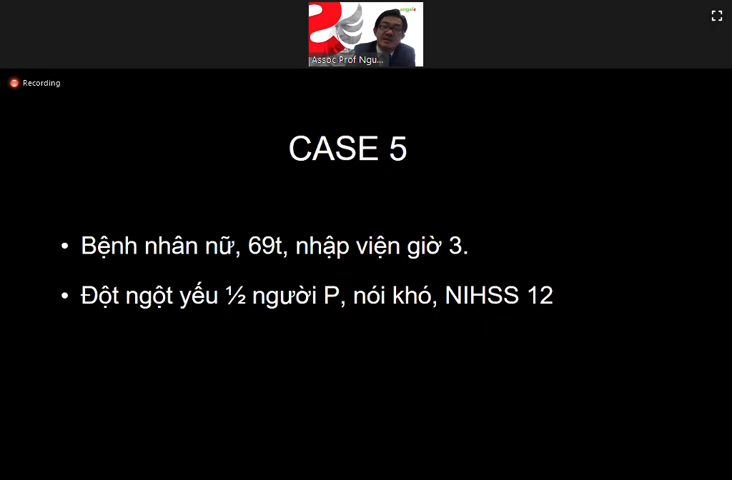 angels
Assoc Prof Ngu...
Recording
CASE 5
• Bệnh nhân nữ, 69t, nhập viện giờ 3.
• Đột ngột yếu ½ người P, nói khó, NIHSS 12